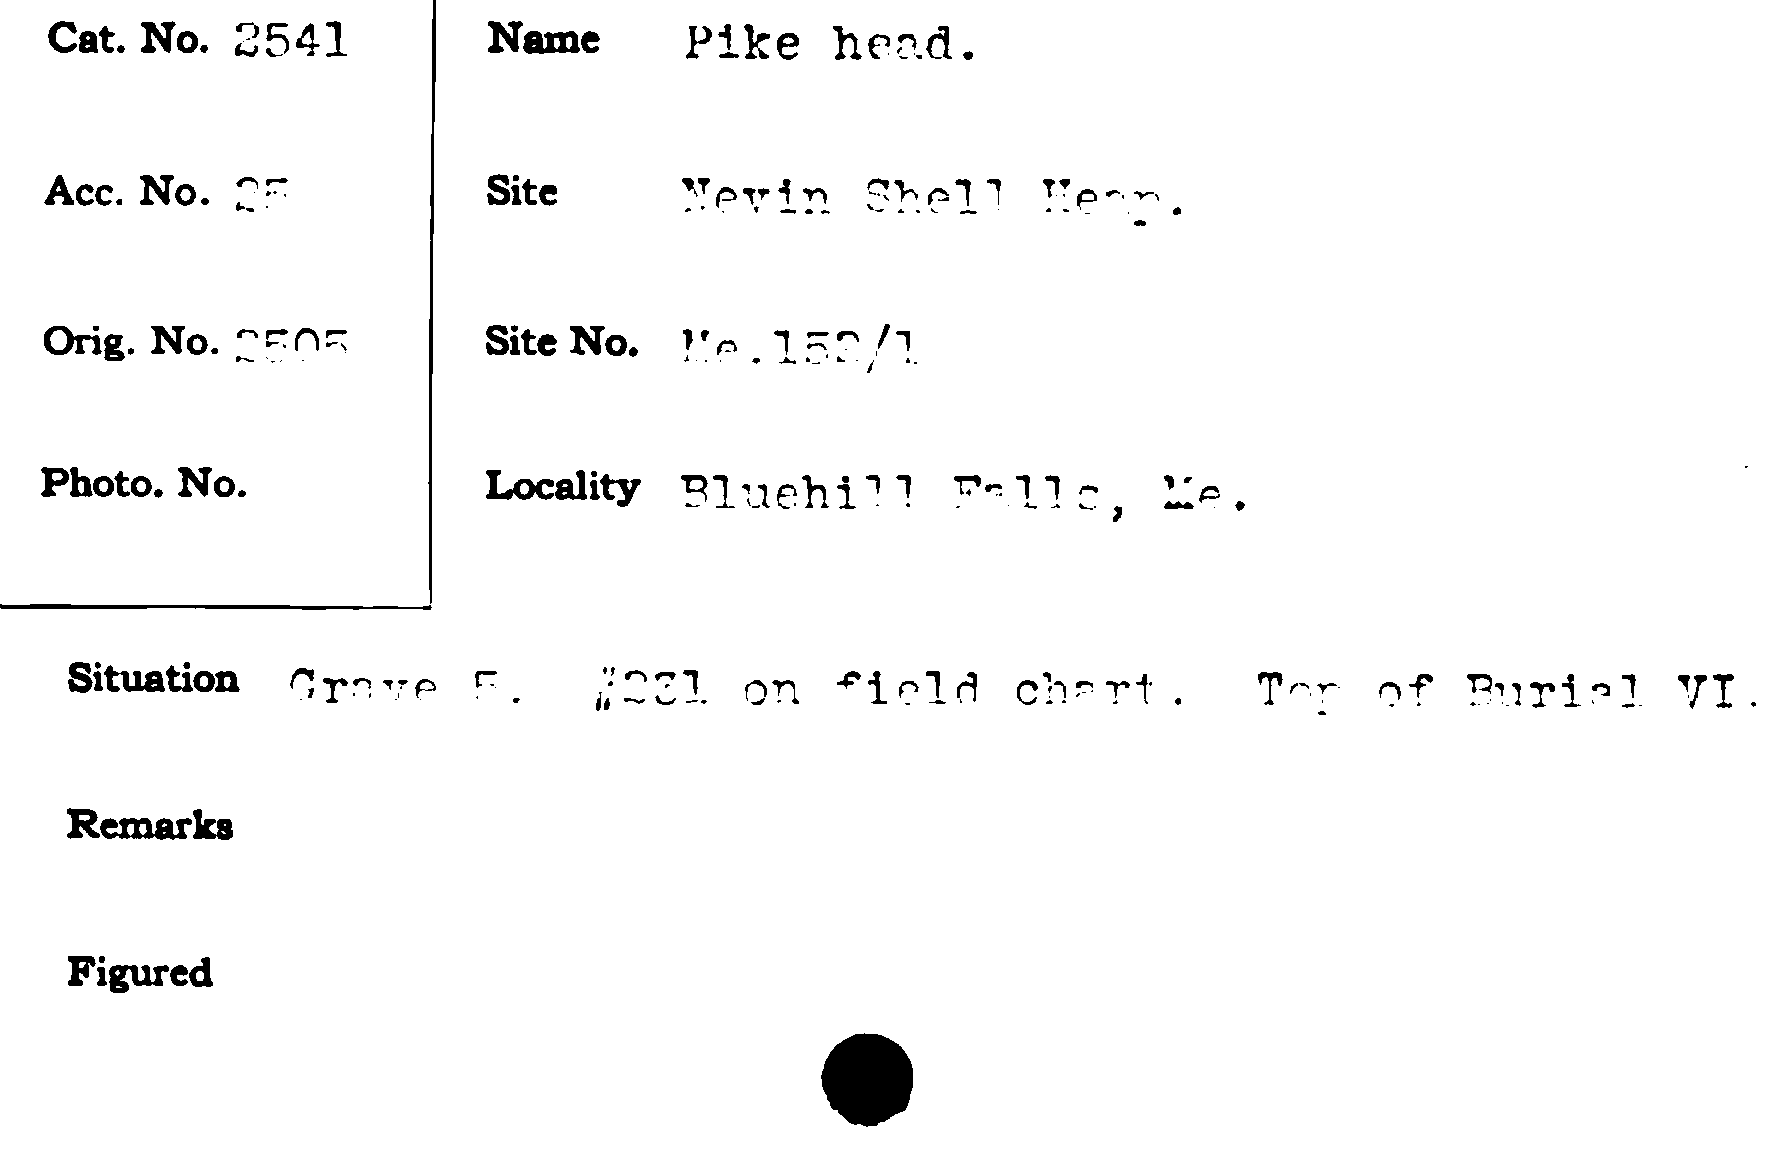 Cat. No. 2541 Name Pike head.
Acc. No. 25 Site Nevin Shell Heap.
Orig. No. 2505 Site No. Me.152/1
Photo. No. Locality Bluehill Falls, Me.
Situation Grave 5. #231 on field chart. Top of Burial VI.
Remarks
Figured